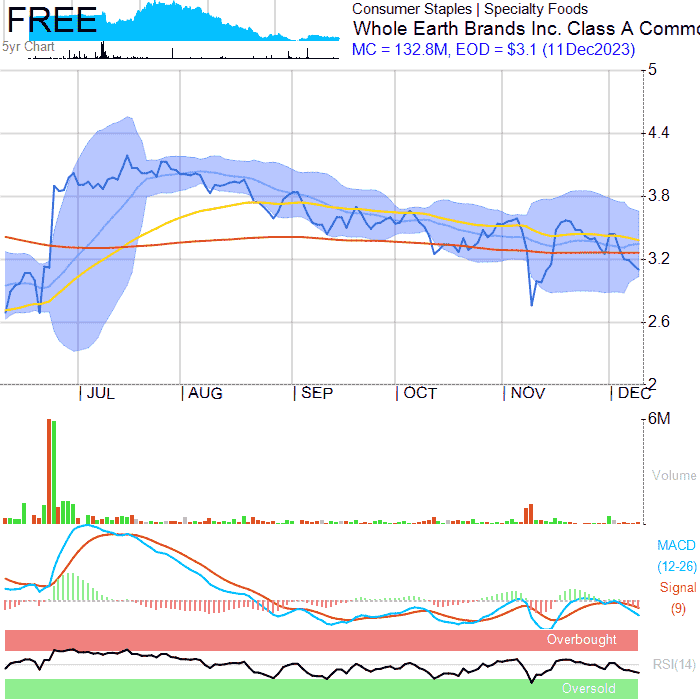 FREE
5yr Chart
Consumer Staples | Specialty Foods
Whole Earth Brands Inc. Class A Commo
MC = 132.8M, EOD = $3.1 (11Dec2023)
5
4.4
3.8
3.2
2.6
2
JUL AUG SEP OCT NOV DEC
6M
Volume
MACD
(12-26)
Signal
(9)
Overbought
RSI(14)
Oversold